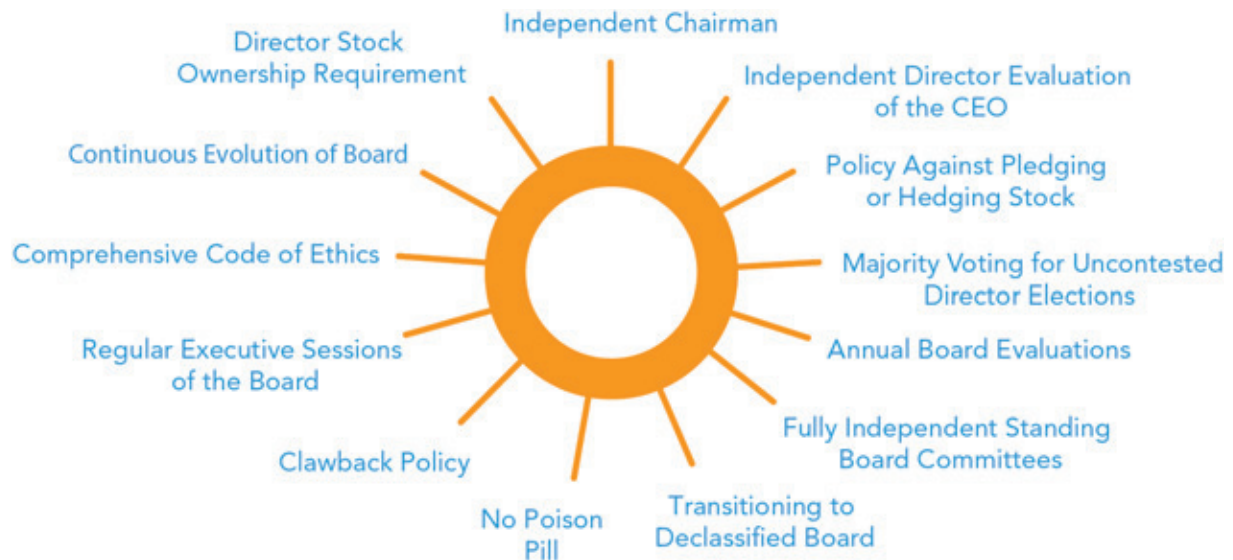 Independent Chairman
Independent Director Evaluation
of the CEO
Policy Against Pledging
or Hedging Stock
Majority Voting for Uncontested
Director Elections
Annual Board Evaluations
Fully Independent Standing
Board Committees
Transitioning to
Declassified Board
No Poison
Pill
Clawback Policy
Regular Executive Sessions
of the Board
Comprehensive Code of Ethics
Continuous Evolution of Board
Director Stock
Ownership Requirement